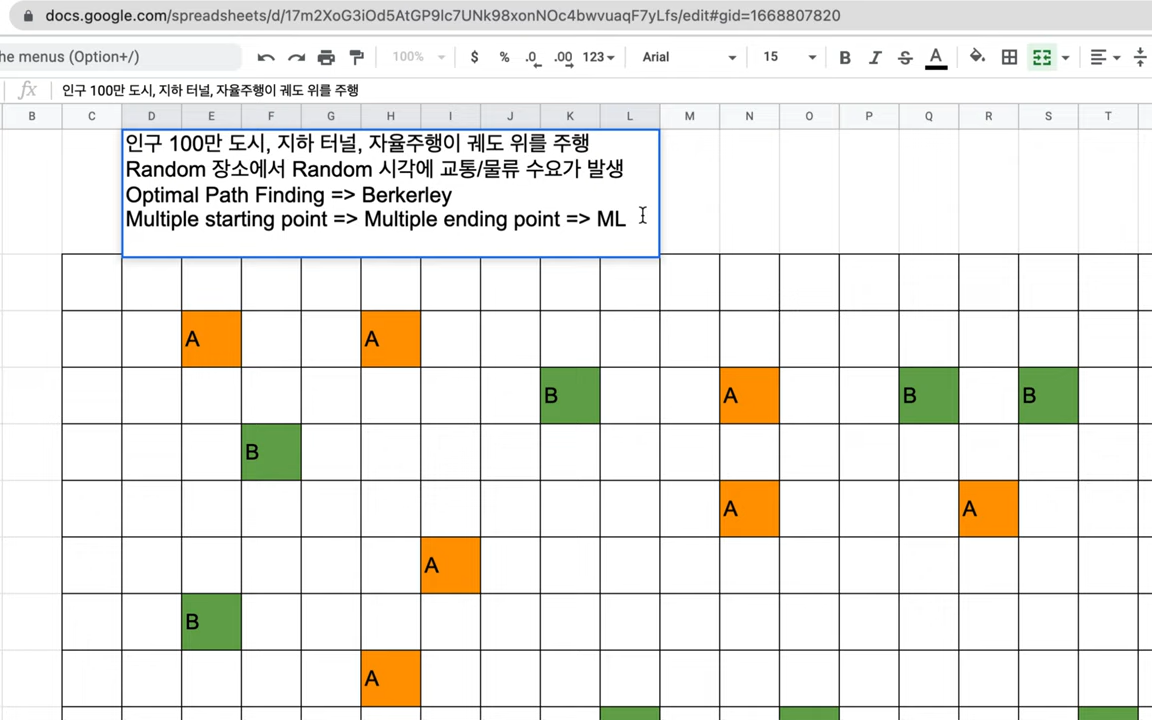 docs.google.com/spreadsheets/d/17m2XoG3iOd5AtGP9lc7UNk98xonNOc4bwvuaqF7yLfs/edit#gid=1668807820
he menus (Option+/) 100% $ % .0 .00 123 Arial 15 B I S A
fx 인구 100만 도시, 지하 터널, 자율주행이 궤도 위를 주행
B C D E F G H I J K L M N O P Q R S T
인구 100만 도시, 지하 터널, 자율주행이 궤도 위를 주행
Random 장소에서 Random 시각에 교통/물류 수요가 발생
Optimal Path Finding => Berkerley
Multiple starting point => Multiple ending point => ML
A A
B A B B
B
A A
A
B
A